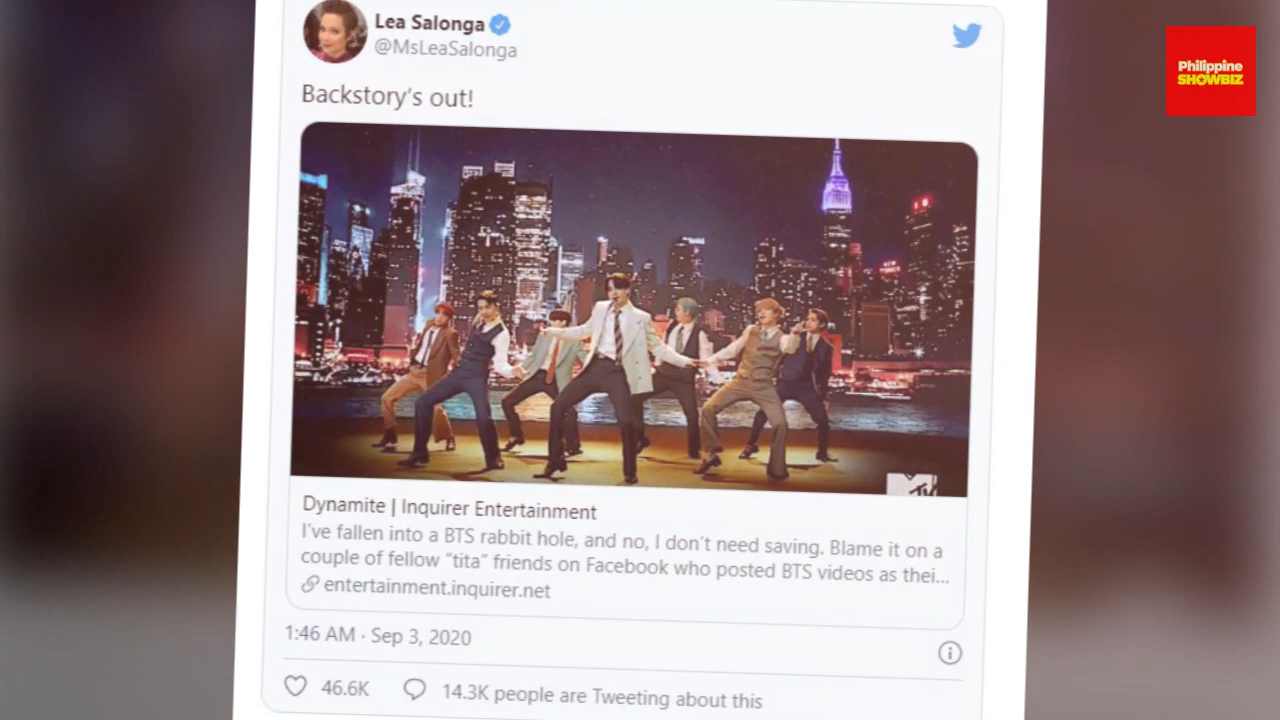 Lea Salonga
@MsLeaSalonga
Philippine
SHOWBIZ
Backstory's out!
NEW
MTV
Dynamite | Inquirer Entertainment
I've fallen into a BTS rabbit hole, and no, I don't need saving. Blame it on a
couple of fellow "tita" friends on Facebook who posted BTS videos as thei...
entertainment.inquirer.net
1:46 AM · Sep 3, 2020
46.6K
14.3K people are Tweeting about this